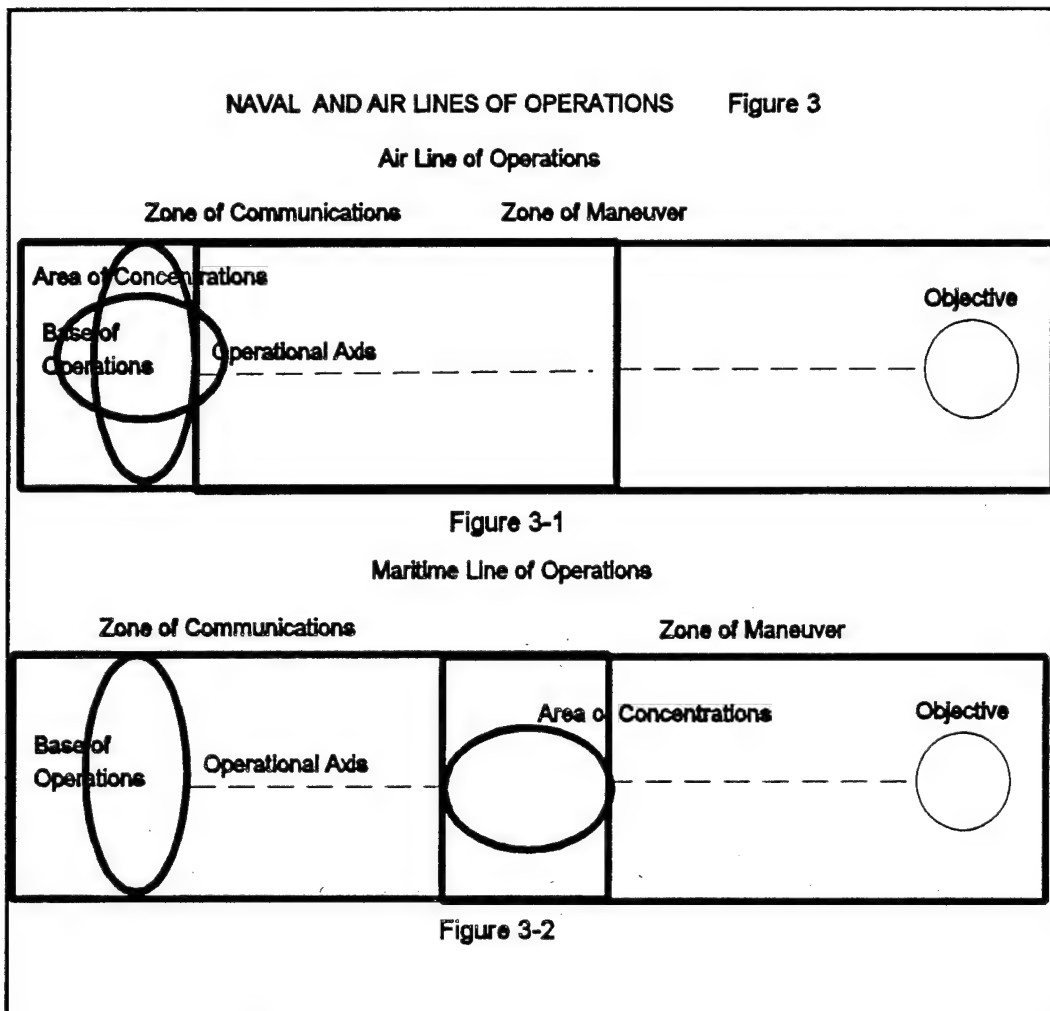 NAVAL AND AIR LINES OF OPERATIONS Figure 3
Air Line of Operations
Zone of Communications Zone of Maneuver
Area of Concentrations
Objective
Base of
Operations
Operational Axis
Figure 3-1
Maritime Line of Operations
Zone of Communications Zone of Maneuver
Area of Concentrations
Objective
Base of
Operations
Operational Axis
Figure 3-2